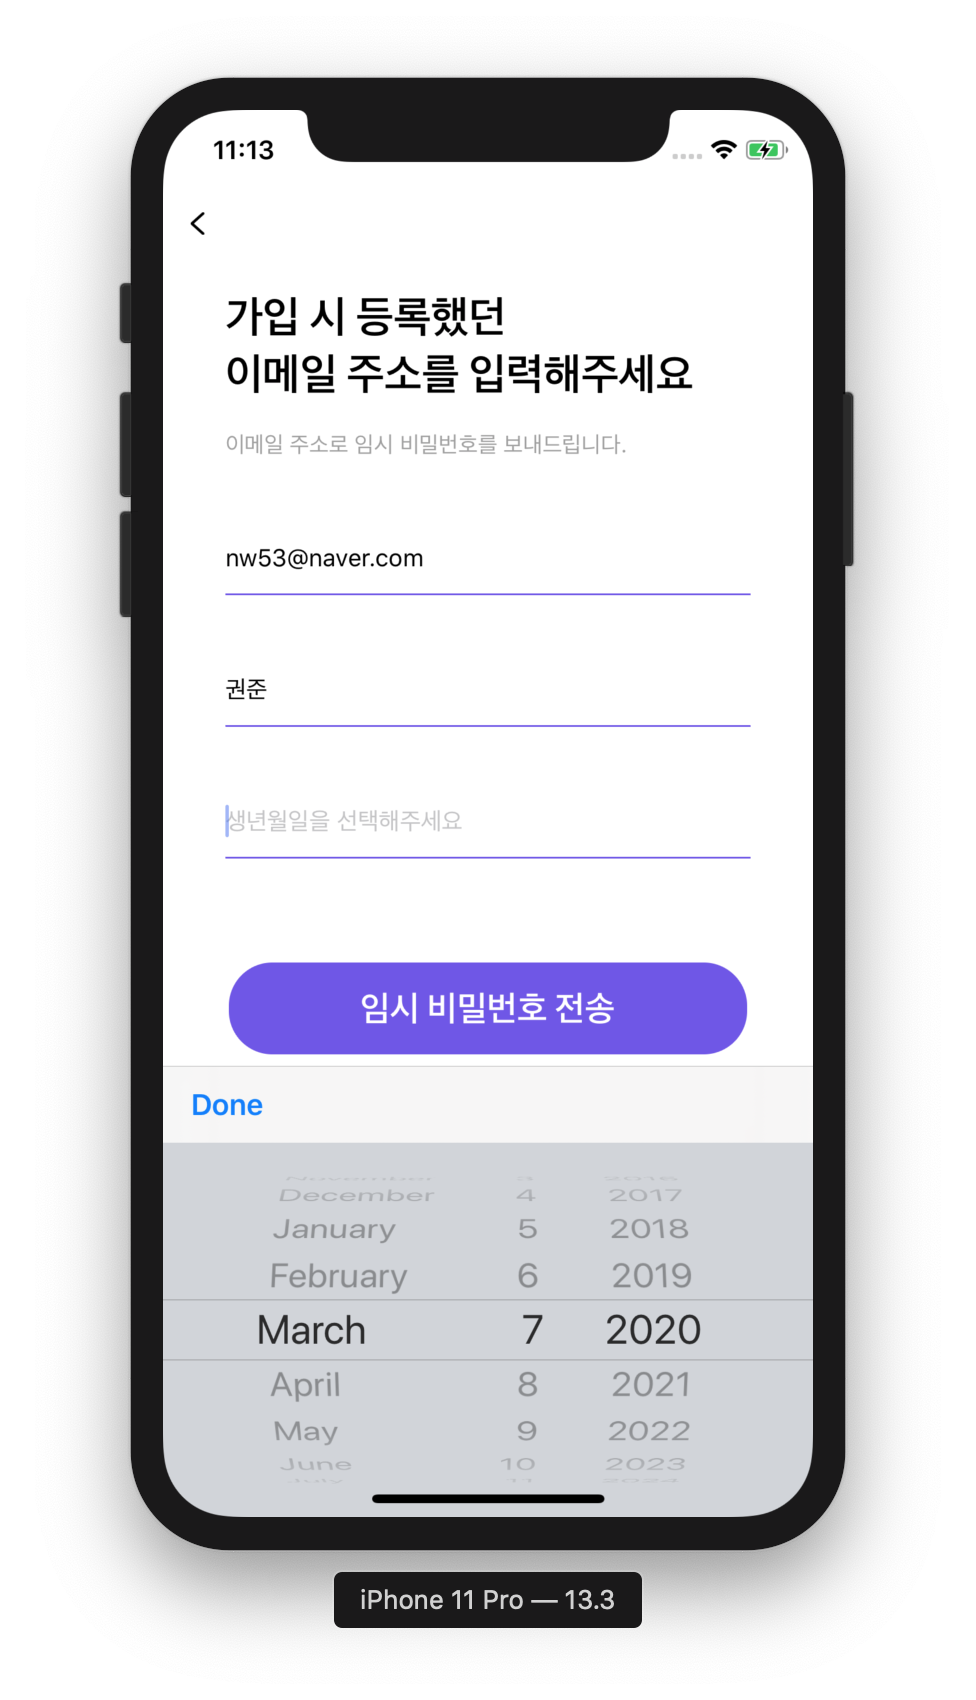 11:13
가입 시 등록했던
이메일 주소를 입력해주세요
이메일 주소로 임시 비밀번호를 보내드립니다.
nw53@naver.com
권준
생년월일을 선택해주세요
임시 비밀번호 전송
Done
December 4 2017
January 5 2018
February 6 2019
March 7 2020
April 8 2021
May 9 2022
June 10 2023
July 11 2024
iPhone 11 Pro — 13.3